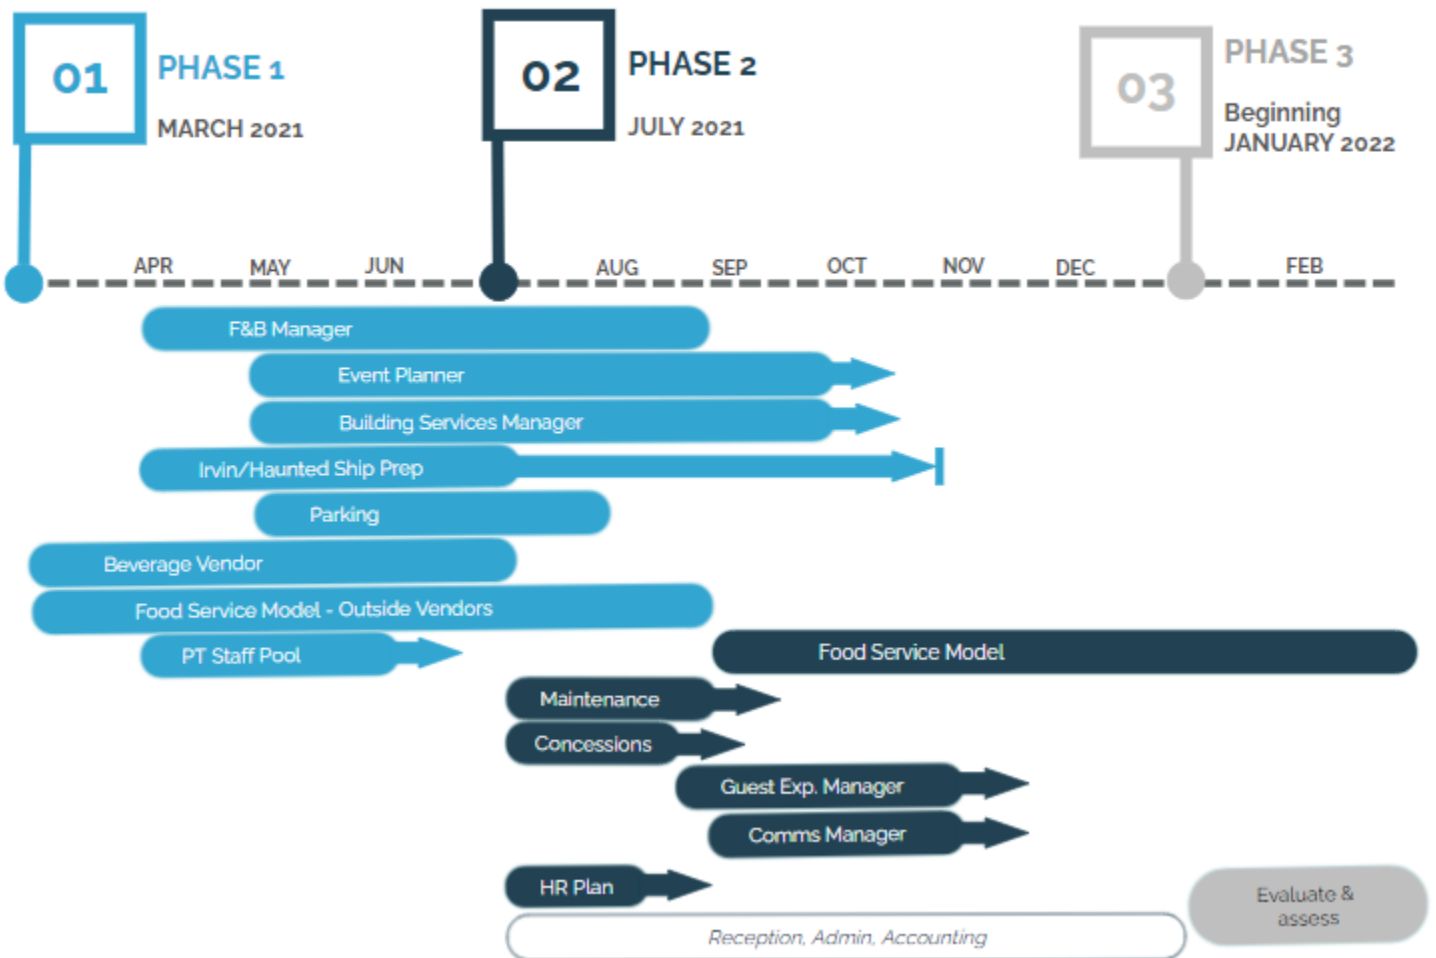 01
PHASE 1
MARCH 2021
02
PHASE 2
JULY 2021
03
PHASE 3
Beginning
JANUARY 2022
APR MAY JUN AUG SEP OCT NOV DEC FEB
F&B Manager
Event Planner
Building Services Manager
Irvin/Haunted Ship Prep
Parking
Beverage Vendor
Food Service Model - Outside Vendors
PT Staff Pool
Food Service Model
Maintenance
Concessions
Guest Exp. Manager
Comms Manager
HR Plan
Evaluate &
assess
Reception, Admin, Accounting